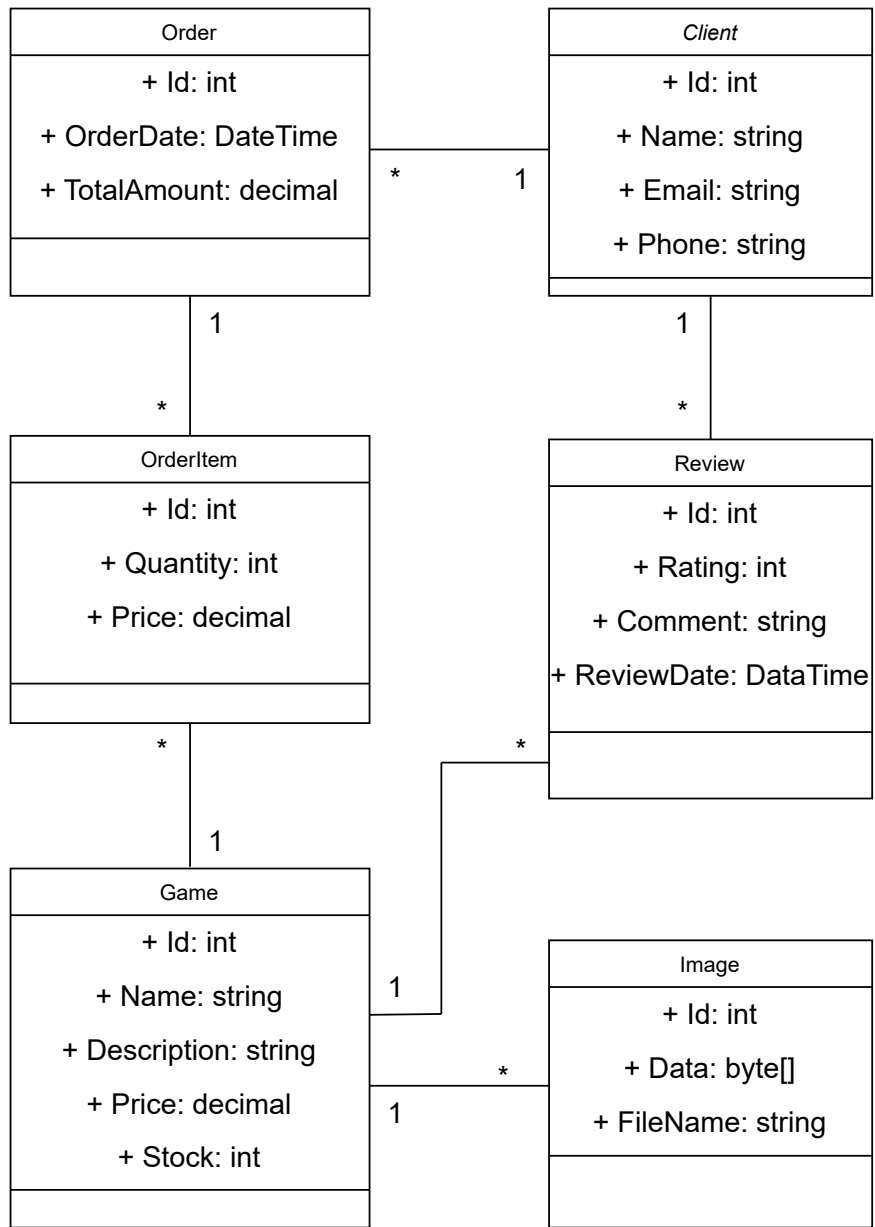 Order
+ Id: int
+ OrderDate: DateTime
+ TotalAmount: decimal
*
1
Client
+ Id: int
+ Name: string
+ Email: string
+ Phone: string
1
*
1
*
OrderItem
+ Id: int
+ Quantity: int
+ Price: decimal
Review
+ Id: int
+ Rating: int
+ Comment: string
+ ReviewDate: DataTime
*
1
*
1
Game
+ Id: int
+ Name: string
+ Description: string
+ Price: decimal
+ Stock: int
1
*
Image
+ Id: int
+ Data: byte[]
+ FileName: string